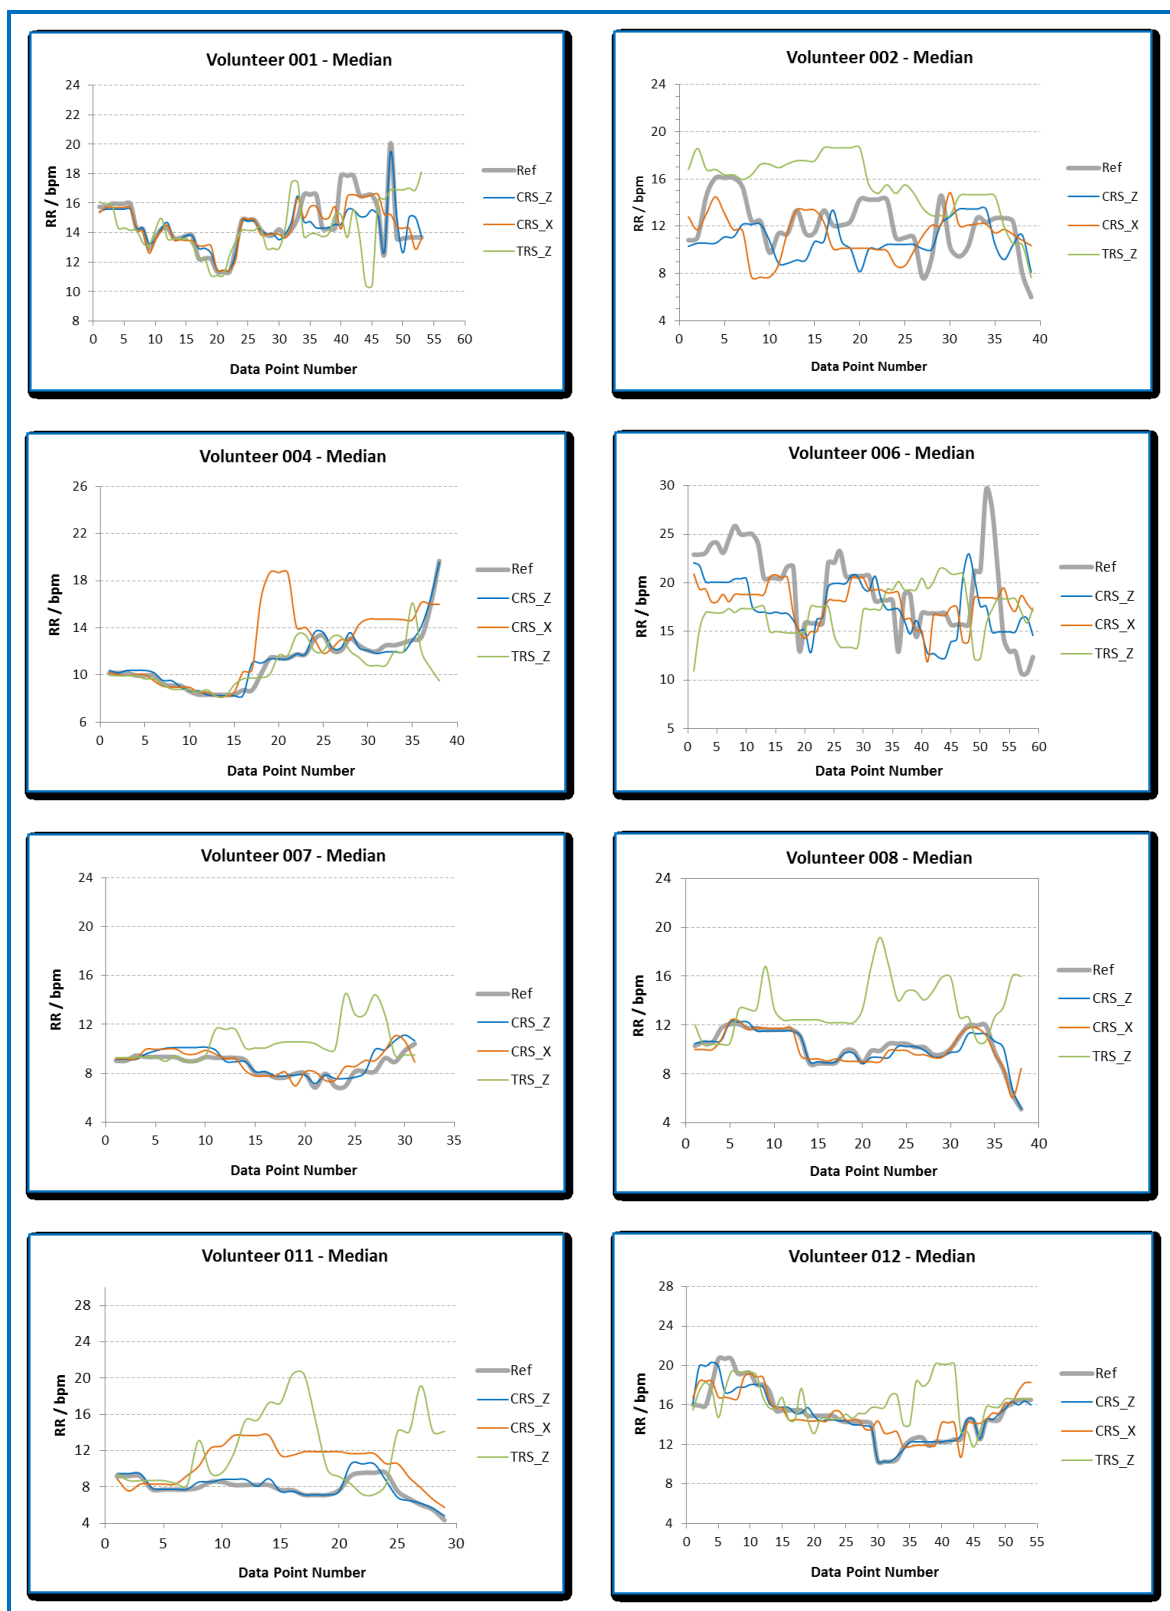 Volunteer 001 - Median
24
22
20
18
16
14
12
10
8
RR / bpm
0 5 10 15 20 25 30 35 40 45 50 55 60
Data Point Number
Ref
CRS_Z
CRS_X
TRS_Z
Volunteer 002 - Median
24
20
16
12
8
4
RR / bpm
0 10 20 30 40
Data Point Number
Ref
CRS_Z
CRS_X
TRS_Z
Volunteer 004 - Median
26
22
18
14
10
6
RR / bpm
0 5 10 15 20 25 30 35 40
Data Point Number
Ref
CRS_Z
CRS_X
TRS_Z
Volunteer 006 - Median
30
25
20
15
10
5
RR / bpm
0 5 10 15 20 25 30 35 40 45 50 55 60
Data Point Number
Ref
CRS_Z
CRS_X
TRS_Z
Volunteer 007 - Median
24
20
16
12
8
4
RR / bpm
0 5 10 15 20 25 30 35
Data Point Number
Ref
CRS_Z
CRS_X
TRS_Z
Volunteer 008 - Median
24
20
16
12
8
4
RR / bpm
0 5 10 15 20 25 30 35 40
Data Point Number
Ref
CRS_Z
CRS_X
TRS_Z
Volunteer 011 - Median
28
24
20
16
12
8
4
RR / bpm
0 5 10 15 20 25 30
Data Point Number
Ref
CRS_Z
CRS_X
TRS_Z
Volunteer 012 - Median
28
24
20
16
12
8
4
RR / bpm
0 5 10 15 20 25 30 35 40 45 50 55
Data Point Number
Ref
CRS_Z
CRS_X
TRS_Z